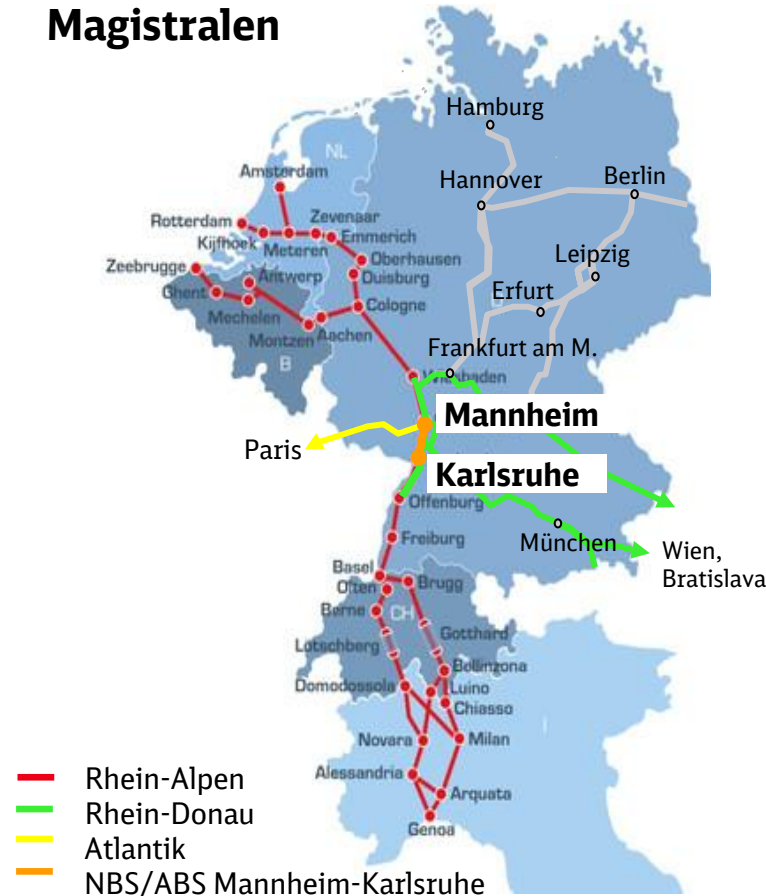 Magistralen
Hamburg
NL
Amsterdam
Hannover
Berlin
Rotterdam
Zevenaar
Kijfhoek
Meteren
Emmerich
Oberhausen
Leipzig
Zeebrugge
Antwerp
Duisburg
Ghent
Erfurt
D
Cologne
Mechelen
Aachen
Montzen
B
Frankfurt am M.
Wiesbaden
Mannheim
Paris
Karlsruhe
Offenburg
München
Freiburg
Wien,
Bratislava
Basel
Olten
Brugg
Berne
CH
Gotthard
Lötschberg
Bellinzona
Domodossola
Luino
Chiasso
I
Novara
Milan
Alessandria
Arquata
Genoa
Rhein-Alpen
Rhein-Donau
Atlantik
NBS/ABS Mannheim-Karlsruhe